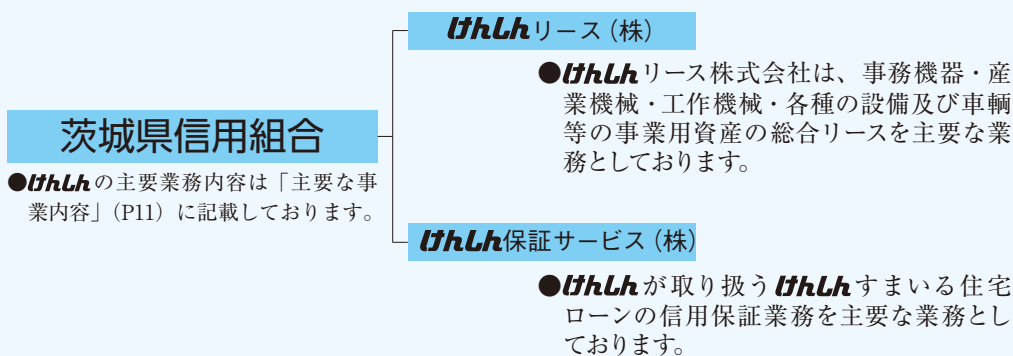 けんしんリース（株）
●けんしんリース株式会社は、事務機器・産
業機械・工作機械・各種の設備及び車輌
等の事業用資産の総合リースを主要な業
務としております。
茨城県信用組合
●けんしんの主要業務内容は「主要な事
業内容」（P11）に記載しております。
けんしん保証サービス（株）
●けんしんが取り扱うけんしんすまいる住宅
ローンの信用保証業務を主要な業務とし
ております。